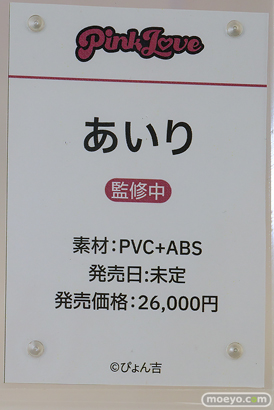 PinkLove
あいり
監修中
素材:PVC+ABS
発売日:未定
発売価格:26,000円
©ぴょん吉
moeyo.com